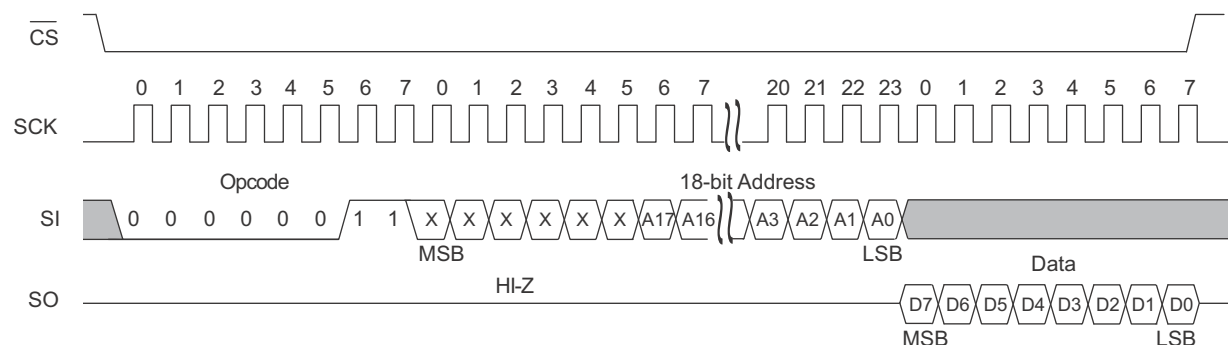 CS
0 1 2 3 4 5 6 7 0 1 2 3 4 5 6 7 20 21 22 23 0 1 2 3 4 5 6 7
SCK
Opcode 18-bit Address
SI 0 0 0 0 0 0 1 1 X X X X X X A17 A16 A3 A2 A1 A0
MSB LSB
HI-Z Data
SO D7 D6 D5 D4 D3 D2 D1 D0
MSB LSB